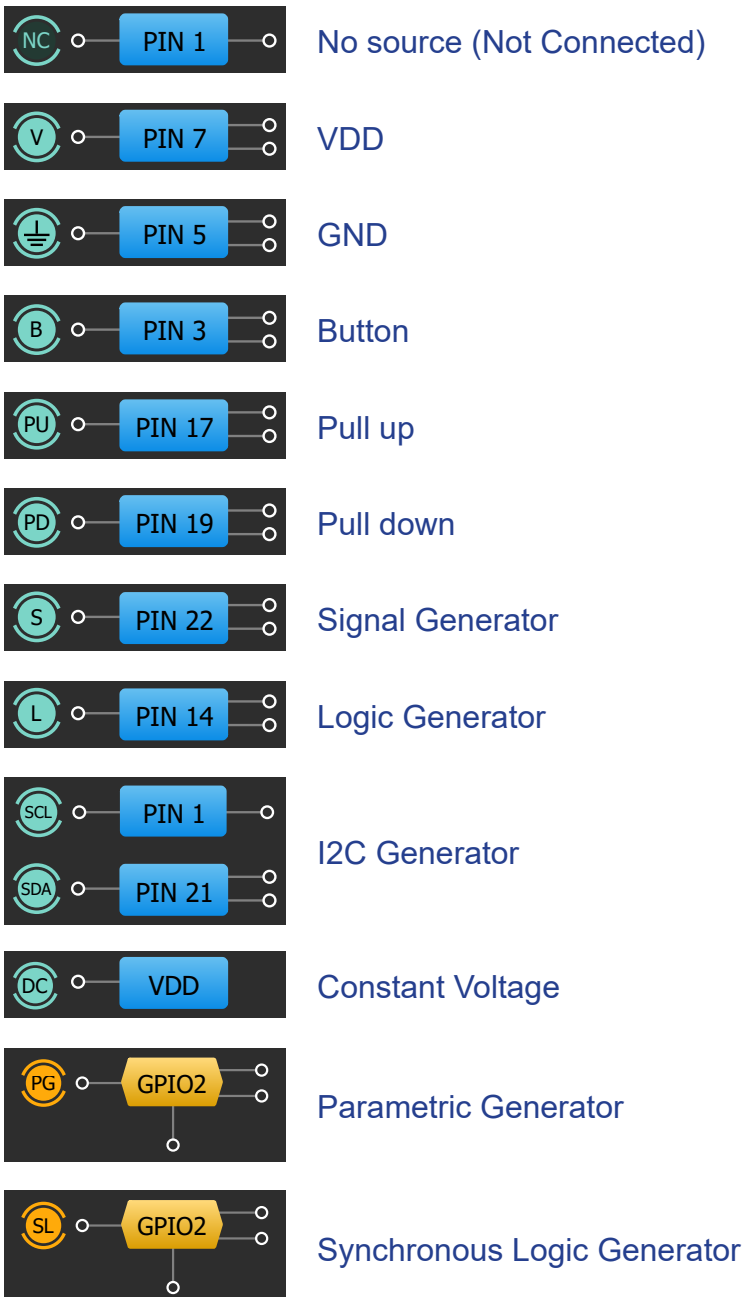 NC PIN 1 No source (Not Connected)
V PIN 7 VDD
PIN 5 GND
B PIN 3 Button
PU PIN 17 Pull up
PD PIN 19 Pull down
S PIN 22 Signal Generator
L PIN 14 Logic Generator
SCL PIN 1
I2C Generator
SDA PIN 21
DC VDD Constant Voltage
PG GPIO2
Parametric Generator
SL GPIO2
Synchronous Logic Generator